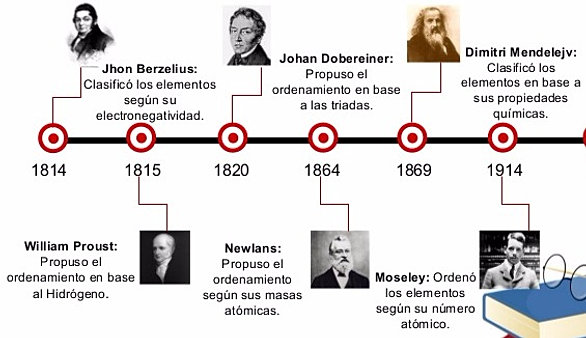 Jhon Berzelius:
Clasificó los elementos
según su
electronegatividad.
Johan Dobereiner:
Propuso el
ordenamiento en base
a las triadas.
Dimitri Mendelejv:
Clasificó los
elementos en base a
sus propiedades
químicas.
1814
1815
1820
1864
1869
1914
William Proust:
Propuso el
ordenamiento en base
al Hidrógeno.
Newlans:
Propuso el
ordenamiento
según sus masas
atómicas.
Moseley: Ordenó
los elementos
según su número
atómico.